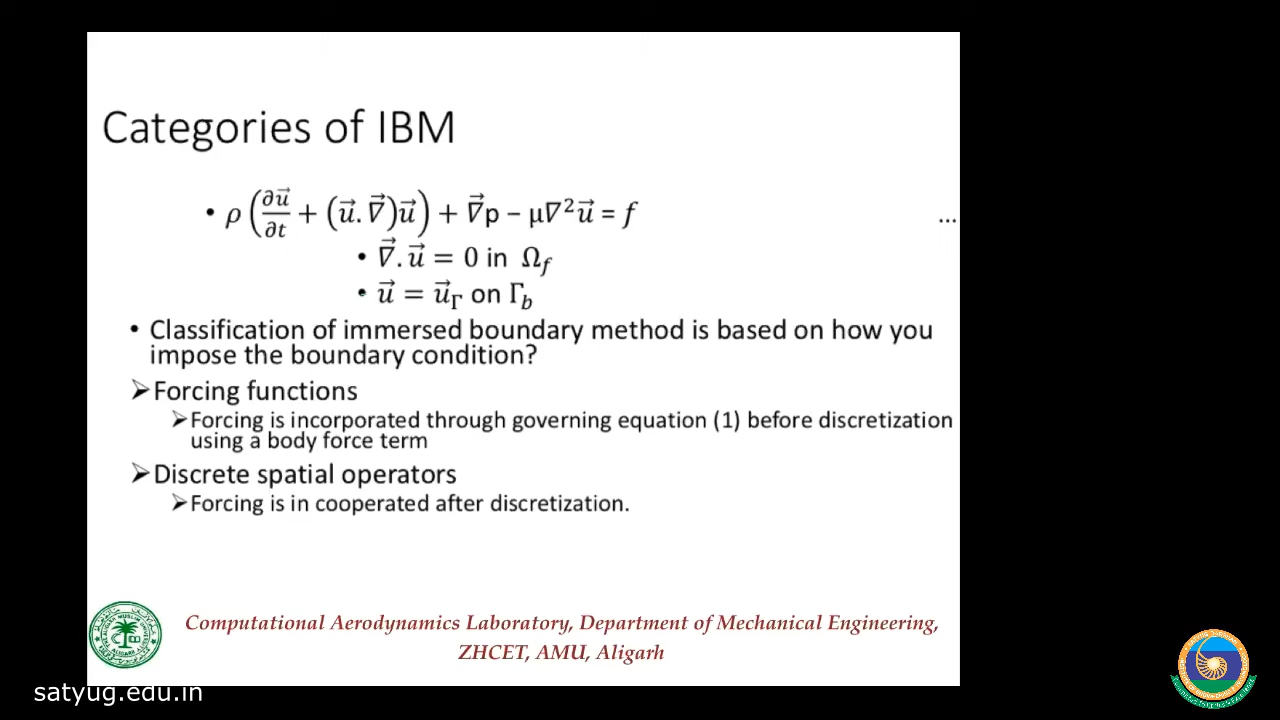 Categories of IBM
• ρ(∂u⃗/∂t + (u⃗.∇⃗)u⃗) + ∇⃗p – μ∇²u⃗ = f ...
• ∇⃗.u⃗ = 0 in Ω_f
• u⃗ = u⃗_Γ on Γ_b
• Classification of immersed boundary method is based on how you
impose the boundary condition?
➢Forcing functions
➢Forcing is incorporated through governing equation (1) before discretization
using a body force term
➢Discrete spatial operators
➢Forcing is in cooperated after discretization.
Computational Aerodynamics Laboratory, Department of Mechanical Engineering,
ZHCET, AMU, Aligarh
satyug.edu.in